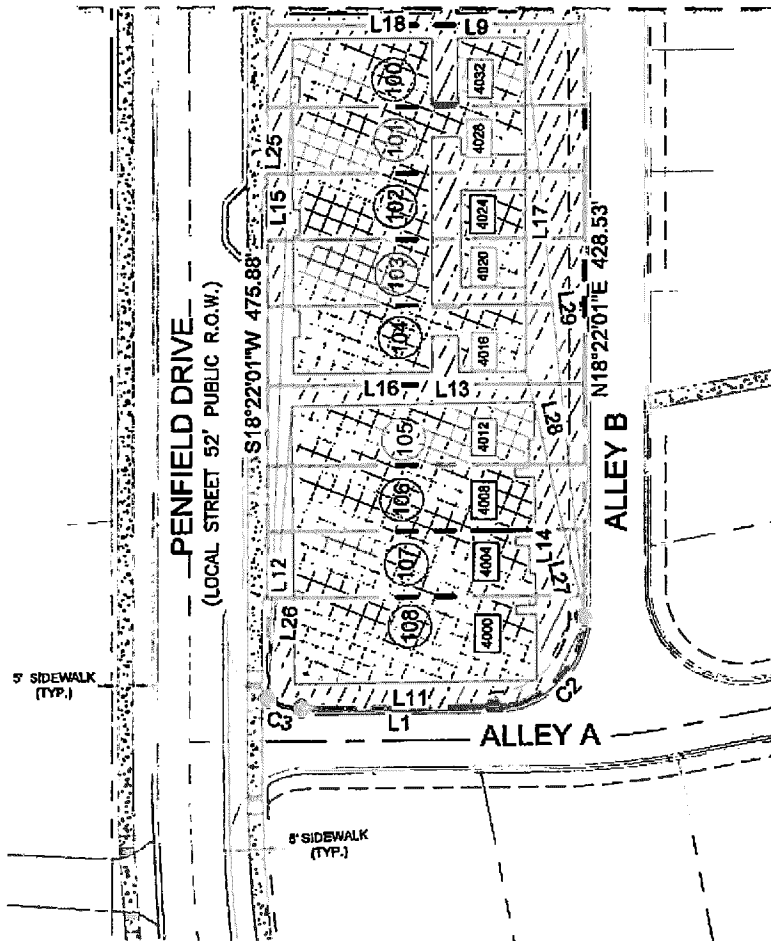 L18
L9
100
4032
101
4028
L25
102
4024
L15
L17
103
4020
L29
104
4016
S18°22'01"W 475.88'
N18°22'01"E 428.53'
PENFIELD DRIVE
(LOCAL STREET 52' PUBLIC R.O.W.)
L16
L13
L28
105
4012
106
4008
ALLEY B
107
4004
L14
L12
L27
L26
108
4000
5' SIDEWALK
(TYP.)
L11
C2
C3
L1
ALLEY A
5' SIDEWALK
(TYP.)